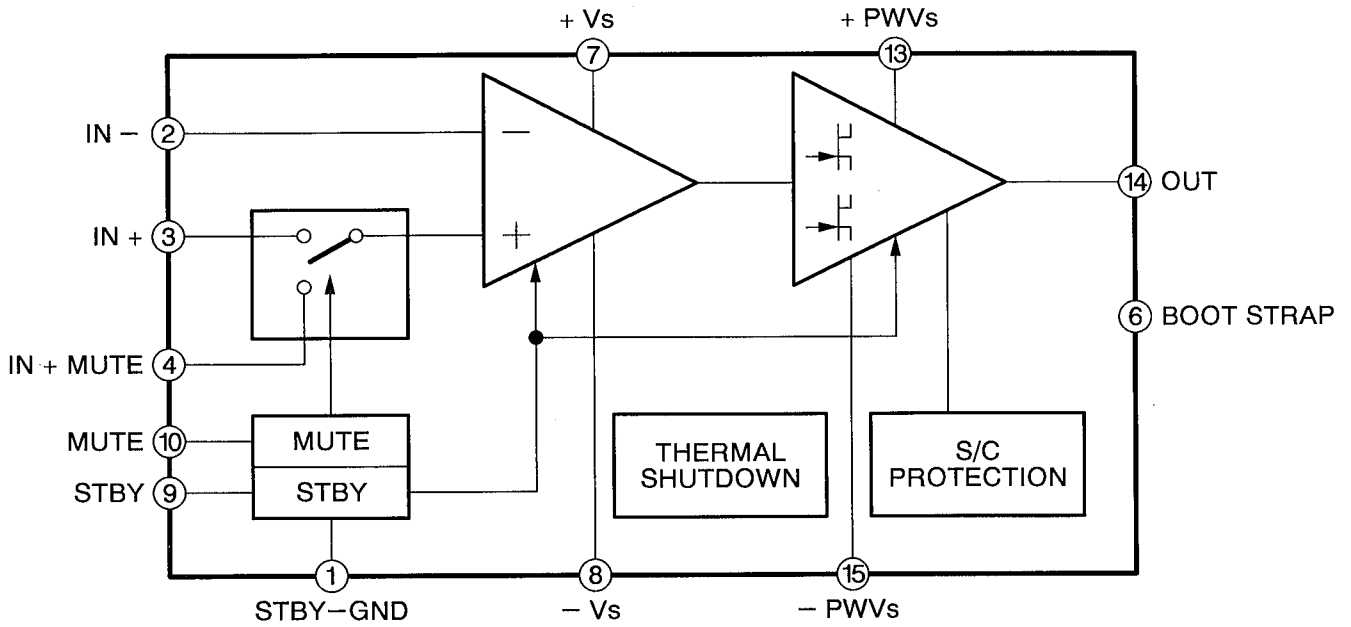 + Vs
+ PWVs
7
13
IN −
2
−
14
OUT
IN +
3
+
6
BOOT STRAP
IN + MUTE
4
MUTE
10
MUTE
THERMAL
SHUTDOWN
S/C
PROTECTION
STBY
9
STBY
1
8
15
STBY−GND
− Vs
− PWVs